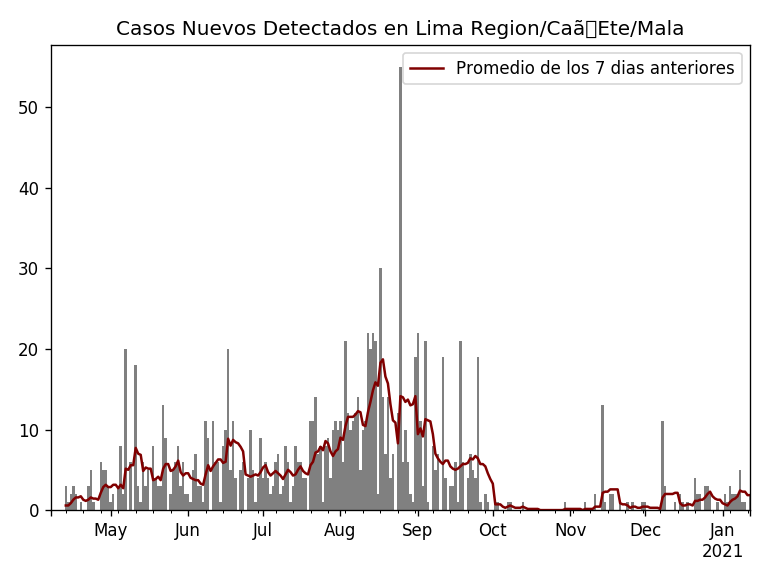 Casos Nuevos Detectados en Lima Region/Caã▯Ete/Mala
Promedio de los 7 dias anteriores
50
40
30
20
10
0
May Jun Jul Aug Sep Oct Nov Dec Jan
2021